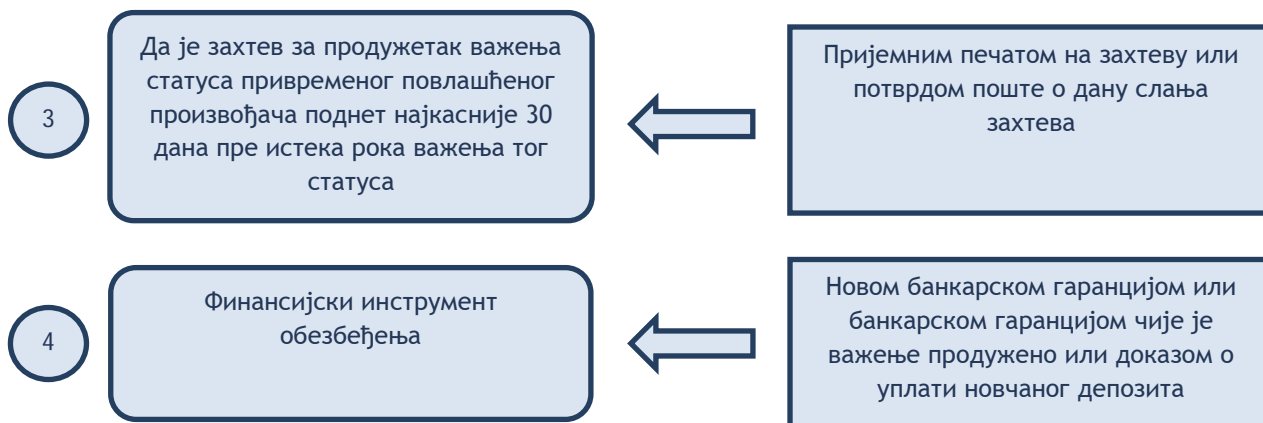 3
Да је захтев за продужетак важења
статуса привременог повлашћеног
произвођача поднет најкасније 30
дана пре истека рока важења тог
статуса
Пријемним печатом на захтеву или
потврдом поште о дану слања
захтева
4
Финансијски инструмент
обезбеђења
Новом банкарском гаранцијом или
банкарском гаранцијом чије је
важење продужено или доказом о
уплати новчаног депозита